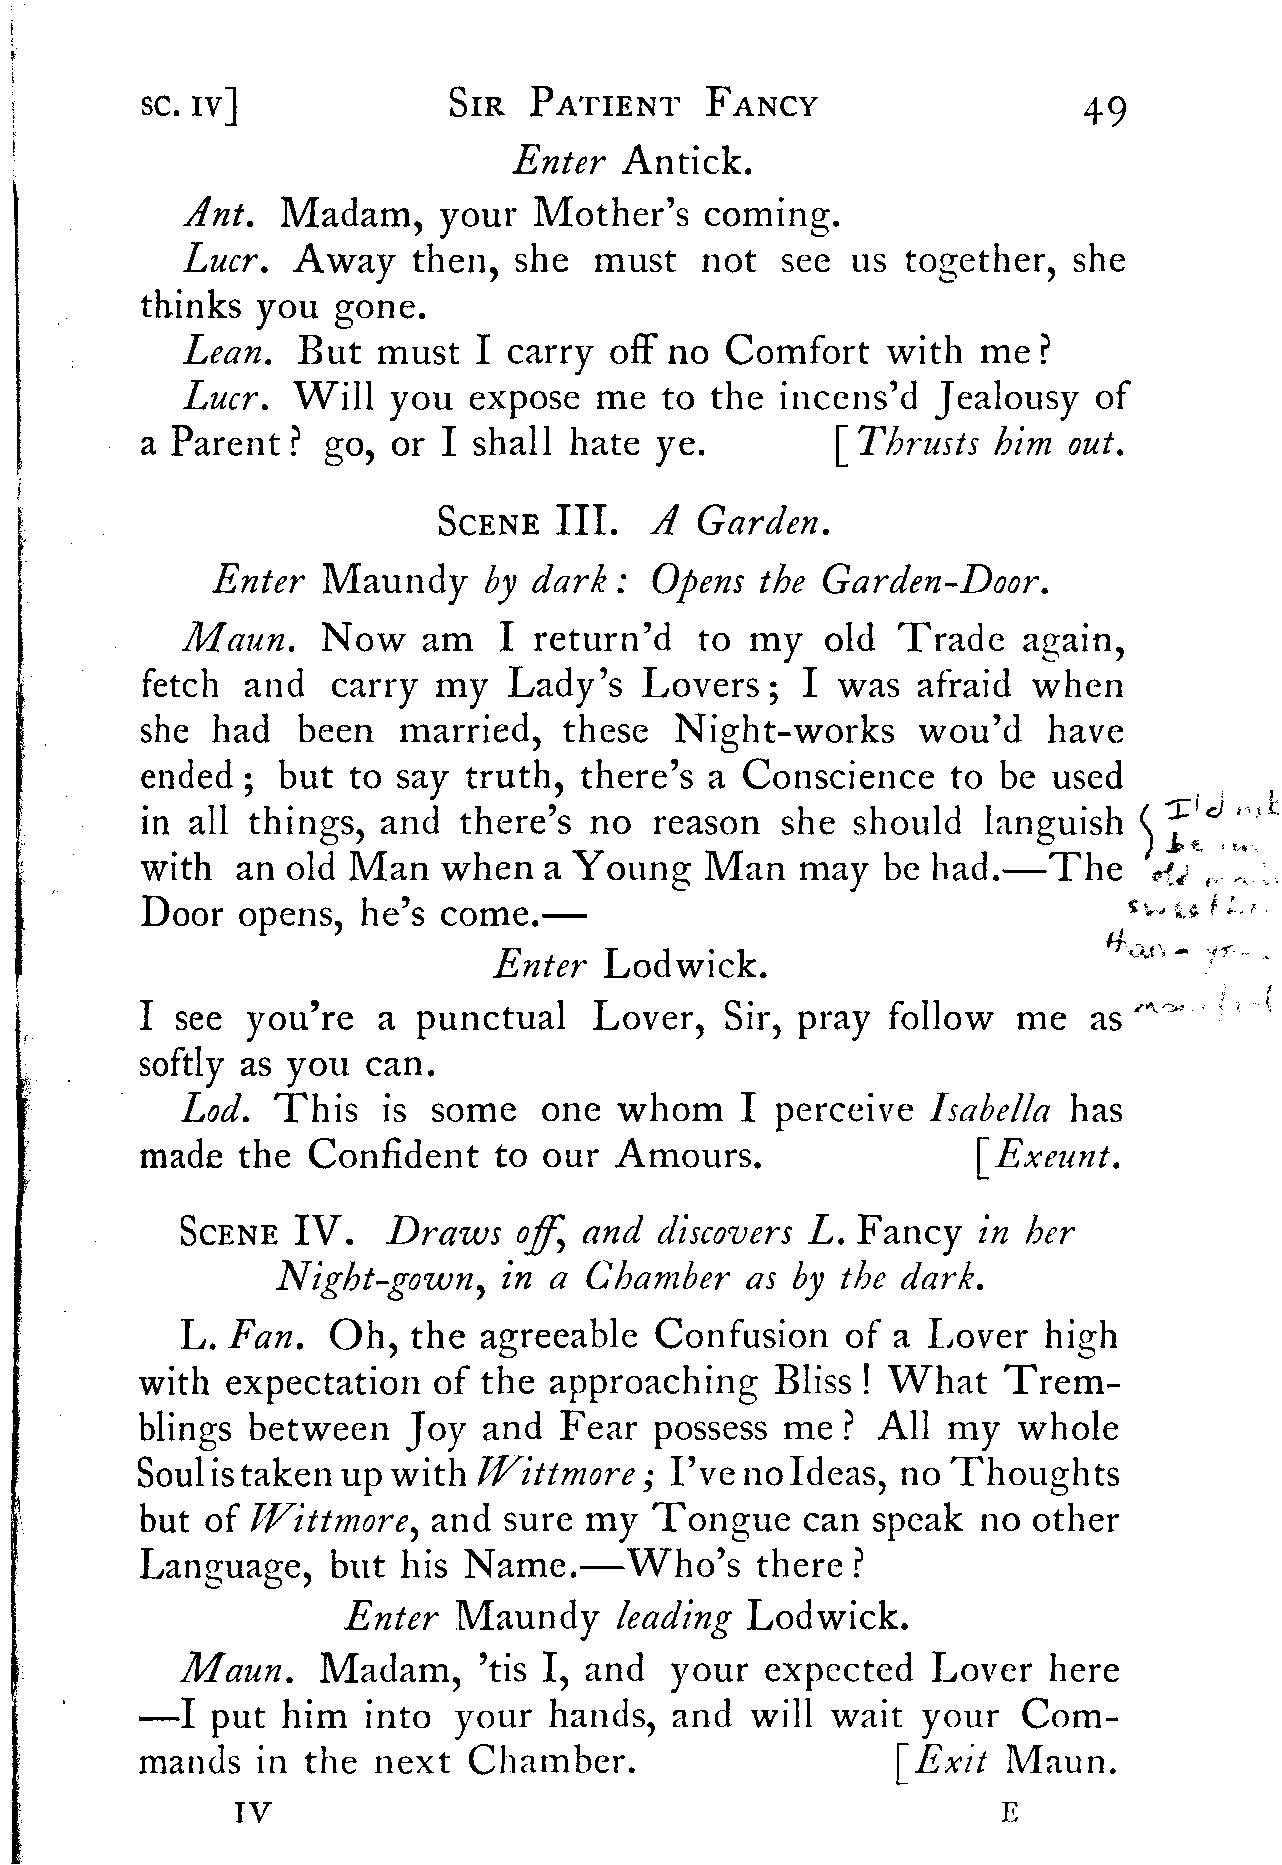 SC. IV] SIR PATIENT FANCY 49
Enter Antick.
Ant. Madam, your Mother's coming.
Lucr. Away then, she must not see us together, she
thinks you gone.
Lean. But must I carry off no Comfort with me?
Lucr. Will you expose me to the incens'd Jealousy of
a Parent? go, or I shall hate ye. [Thrusts him out.
SCENE III. A Garden.
Enter Maundy by dark: Opens the Garden-Door.
Maun. Now am I return'd to my old Trade again,
fetch and carry my Lady's Lovers; I was afraid when
she had been married, these Night-works wou'd have
ended; but to say truth, there's a Conscience to be used
in all things, and there's no reason she should languish
with an old Man when a Young Man may be had.—The
Door opens, he's come.—
Enter Lodwick.
I see you're a punctual Lover, Sir, pray follow me as
softly as you can.
Lod. This is some one whom I perceive Isabella has
made the Confident to our Amours. [Exeunt.
SCENE IV. Draws off, and discovers L. Fancy in her
Night-gown, in a Chamber as by the dark.
L. Fan. Oh, the agreeable Confusion of a Lover high
with expectation of the approaching Bliss! What Trem-
blings between Joy and Fear possess me? All my whole
Soul is taken up with Wittmore; I've no Ideas, no Thoughts
but of Wittmore, and sure my Tongue can speak no other
Language, but his Name.—Who's there?
Enter Maundy leading Lodwick.
Maun. Madam, 'tis I, and your expected Lover here
—I put him into your hands, and will wait your Com-
mands in the next Chamber. [Exit Maun.
IV E
I'd
be
old
than